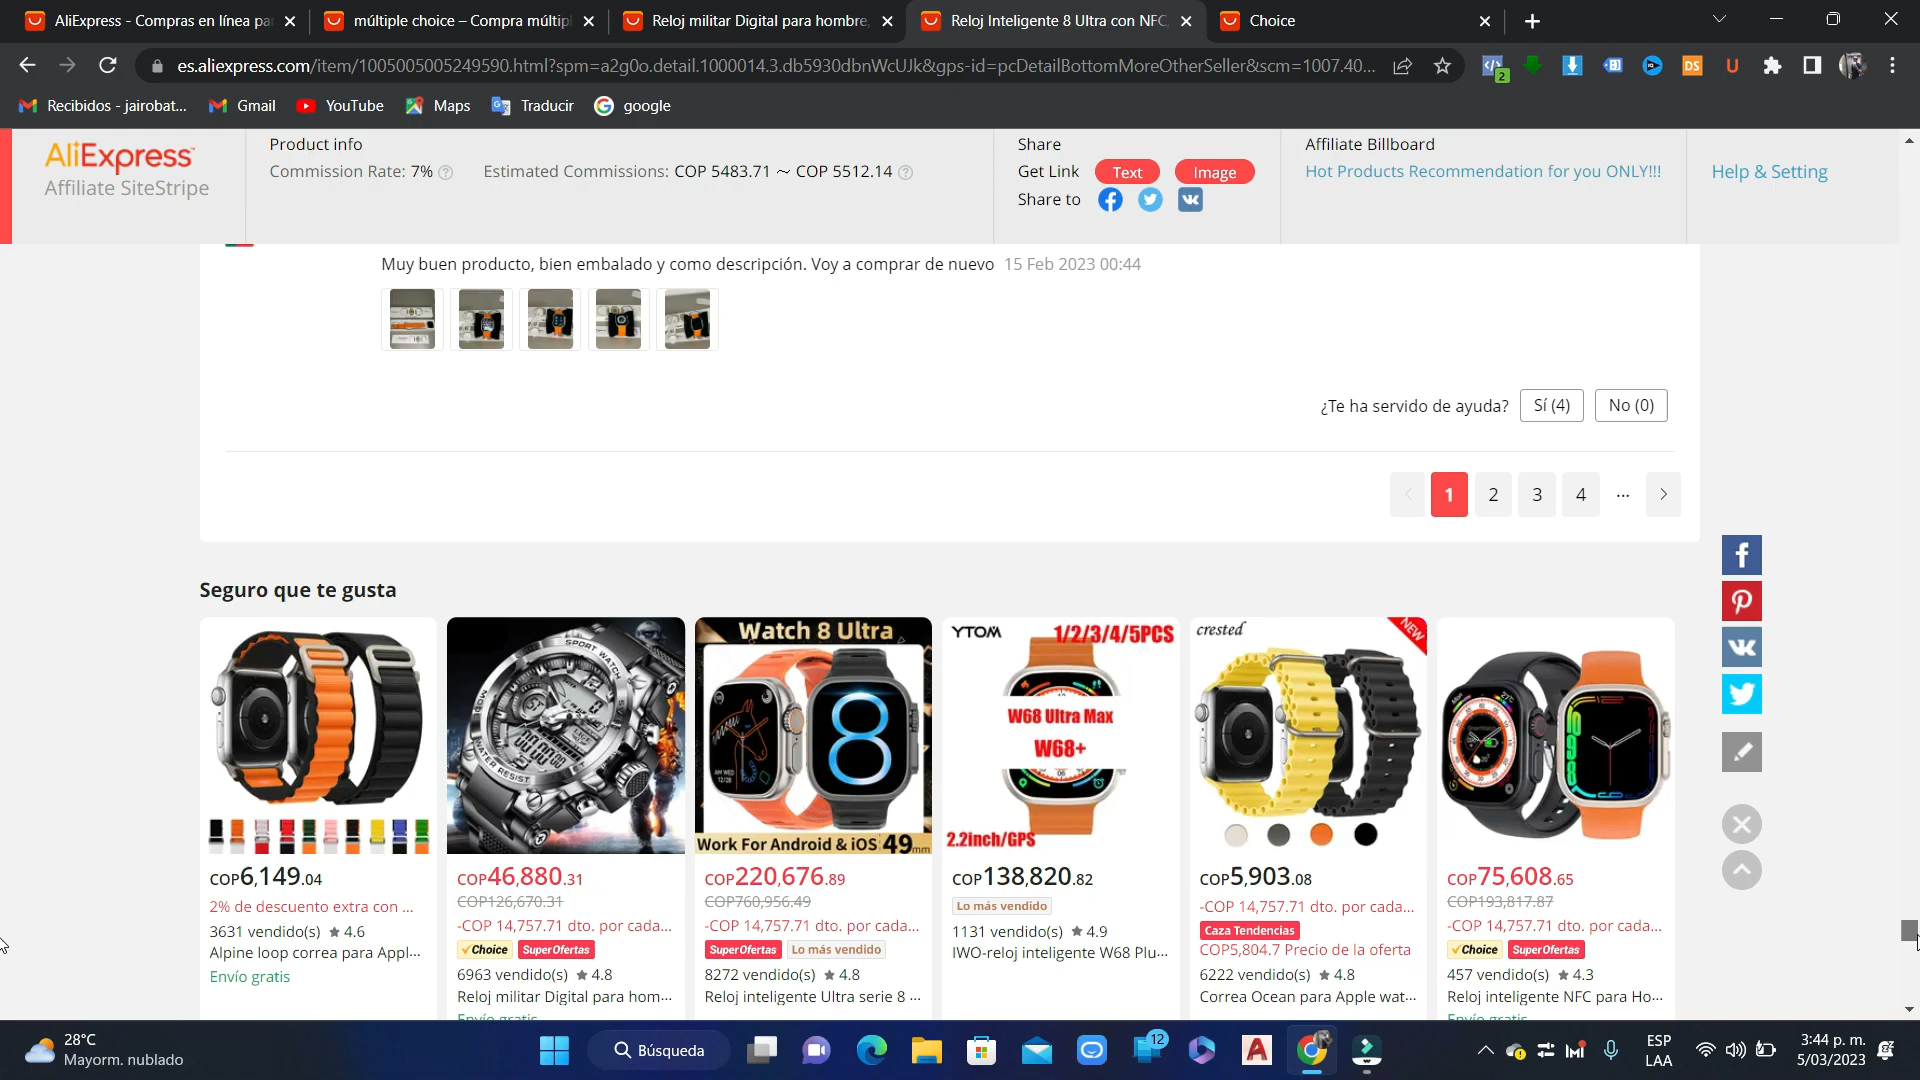 AliExpress - Compras en línea pa
múltiple choice – Compra múltipl
Reloj militar Digital para hombre,
Reloj Inteligente 8 Ultra con NFC,
Choice
es.aliexpress.com/item/1005005005249590.html?spm=a2g0o.detail.1000014.3.db5930dbnWcUJk&gps-id=pcDetailBottomMoreOtherSeller&scm=1007.40...
Recibidos - jairobat...
Gmail
YouTube
Maps
Traducir
google
AliExpress
Affiliate SiteStripe
Product info
Commission Rate: 7%
Estimated Commissions: COP 5483.71 ~ COP 5512.14
Share
Get Link Text Image
Share to
Affiliate Billboard
Hot Products Recommendation for you ONLY!!!
Help & Setting
Muy buen producto, bien embalado y como descripción. Voy a comprar de nuevo 15 Feb 2023 00:44
¿Te ha servido de ayuda? Sí (4) No (0)
1 2 3 4 ...
Seguro que te gusta
COP6,149.04
2% de descuento extra con ...
3631 vendido(s) ★ 4.6
Alpine loop correa para Appl...
Envío gratis
SPORT WATCH
WATER RESIST
COP46,880.31
COP126,670.31
-COP 14,757.71 dto. por cada...
Choice SuperOfertas
6963 vendido(s) ★ 4.8
Reloj militar Digital para hom...
Envío gratis
Watch 8 Ultra
8
Work For Android & iOS 49mm
COP220,676.89
COP760,956.49
-COP 14,757.71 dto. por cada...
SuperOfertas Lo más vendido
8272 vendido(s) ★ 4.8
Reloj inteligente Ultra serie 8 ...
YTOM
1/2/3/4/5PCS
W68 Ultra Max
W68+
2.2inch/GPS
COP138,820.82
Lo más vendido
1131 vendido(s) ★ 4.9
IWO-reloj inteligente W68 Plu...
crested
NEW
COP5,903.08
-COP 14,757.71 dto. por cada...
Caza Tendencias
COP5,804.7 Precio de la oferta
6222 vendido(s) ★ 4.8
Correa Ocean para Apple wat...
COP75,608.65
COP193,817.87
-COP 14,757.71 dto. por cada...
Choice SuperOfertas
457 vendido(s) ★ 4.3
Reloj inteligente NFC para Ho...
Envío gratis
28°C
Mayorm. nublado
Búsqueda
12
ESP
LAA
3:44 p. m.
5/03/2023